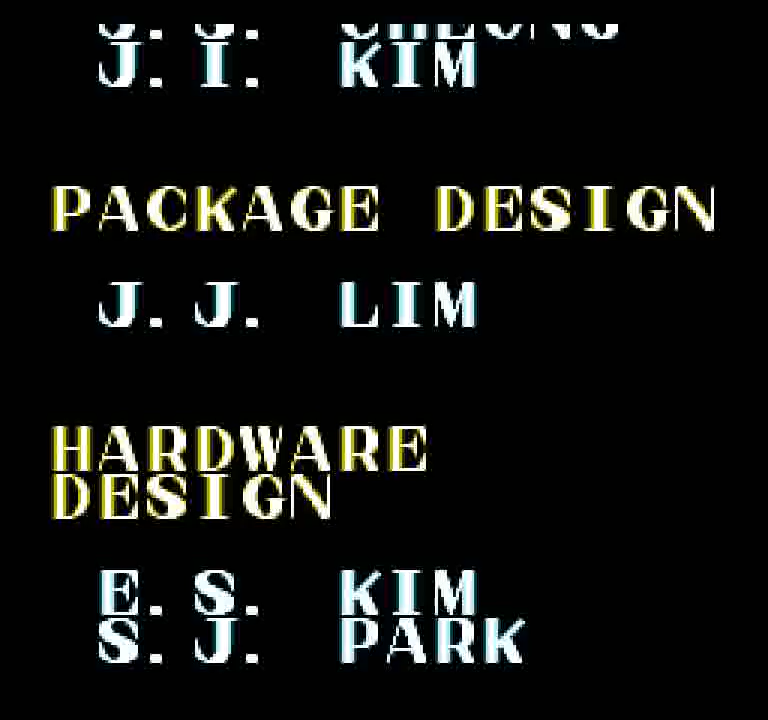 J. I. KIM
PACKAGE DESIGN
J. J. LIM
HARDWARE
DESIGN
E. S. KIM
S. J. PARK